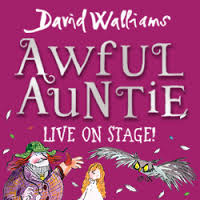 David Walliams
AWFUL
AUNTIE
LIVE ON STAGE!